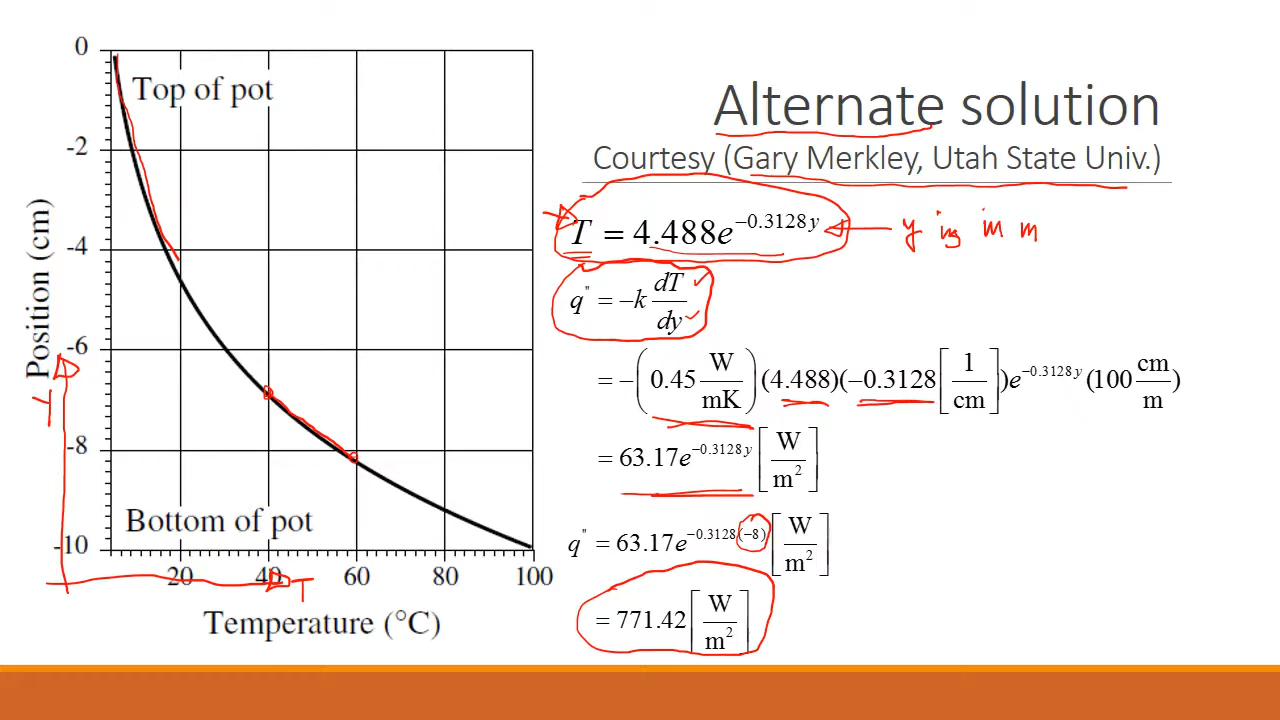 Alternate solution
Courtesy (Gary Merkley, Utah State Univ.)
0
Top of pot
-2
-4
-6
-8
Bottom of pot
-10
20 40 60 80 100
Position (cm)
Temperature (°C)
Y
T
T = 4.488e^{−0.3128 y}
y is in m
q" = −k dT/dy
= −(0.45 W/mK)(4.488)(−0.3128[1/cm])e^{−0.3128 y}(100 cm/m)
= 63.17e^{−0.3128 y} [W/m²]
q" = 63.17e^{−0.3128(−8)} [W/m²]
= 771.42 [W/m²]